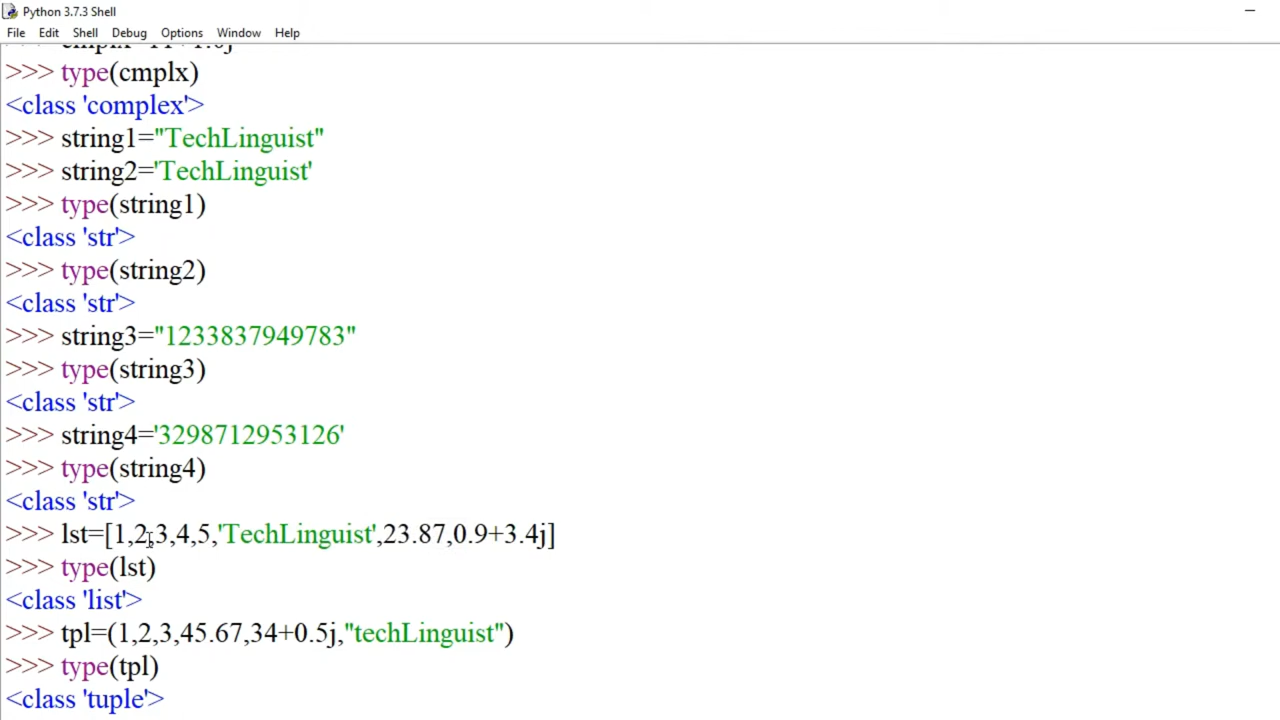 Python 3.7.3 Shell
File Edit Shell Debug Options Window Help
>>> type(cmplx)
<class 'complex'>
>>> string1="TechLinguist"
>>> string2='TechLinguist'
>>> type(string1)
<class 'str'>
>>> type(string2)
<class 'str'>
>>> string3="1233837949783"
>>> type(string3)
<class 'str'>
>>> string4='3298712953126'
>>> type(string4)
<class 'str'>
>>> lst=[1,2,3,4,5,'TechLinguist',23.87,0.9+3.4j]
>>> type(lst)
<class 'list'>
>>> tpl=(1,2,3,45.67,34+0.5j,"techLinguist")
>>> type(tpl)
<class 'tuple'>